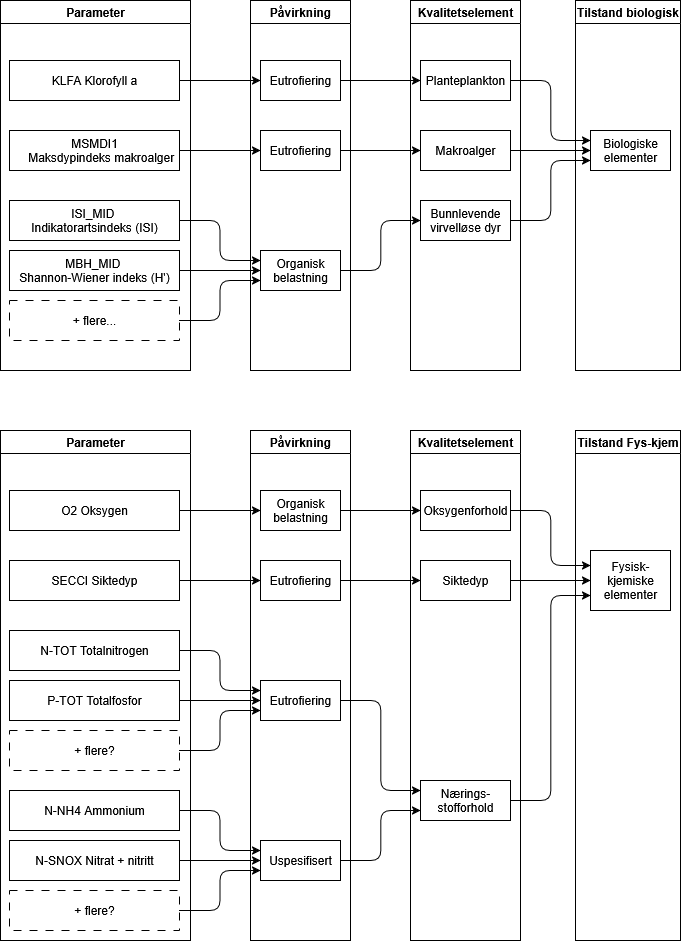 Parameter
Påvirkning
Kvalitetselement
Tilstand biologisk
KLFA Klorofyll a
Eutrofiering
Planteplankton
MSMDI1
Maksdypindeks makroalger
Eutrofiering
Makroalger
Biologiske
elementer
ISI_MID
Indikatorartsindeks (ISI)
Bunnlevende
virvelløse dyr
MBH_MID
Shannon-Wiener indeks (H')
Organisk
belastning
+ flere...
Parameter
Påvirkning
Kvalitetselement
Tilstand Fys-kjem
O2 Oksygen
Organisk
belastning
Oksygenforhold
SECCI Siktedyp
Eutrofiering
Siktedyp
Fysisk-
kjemiske
elementer
N-TOT Totalnitrogen
P-TOT Totalfosfor
Eutrofiering
+ flere?
N-NH4 Ammonium
Nærings-
stofforhold
N-SNOX Nitrat + nitritt
Uspesifisert
+ flere?